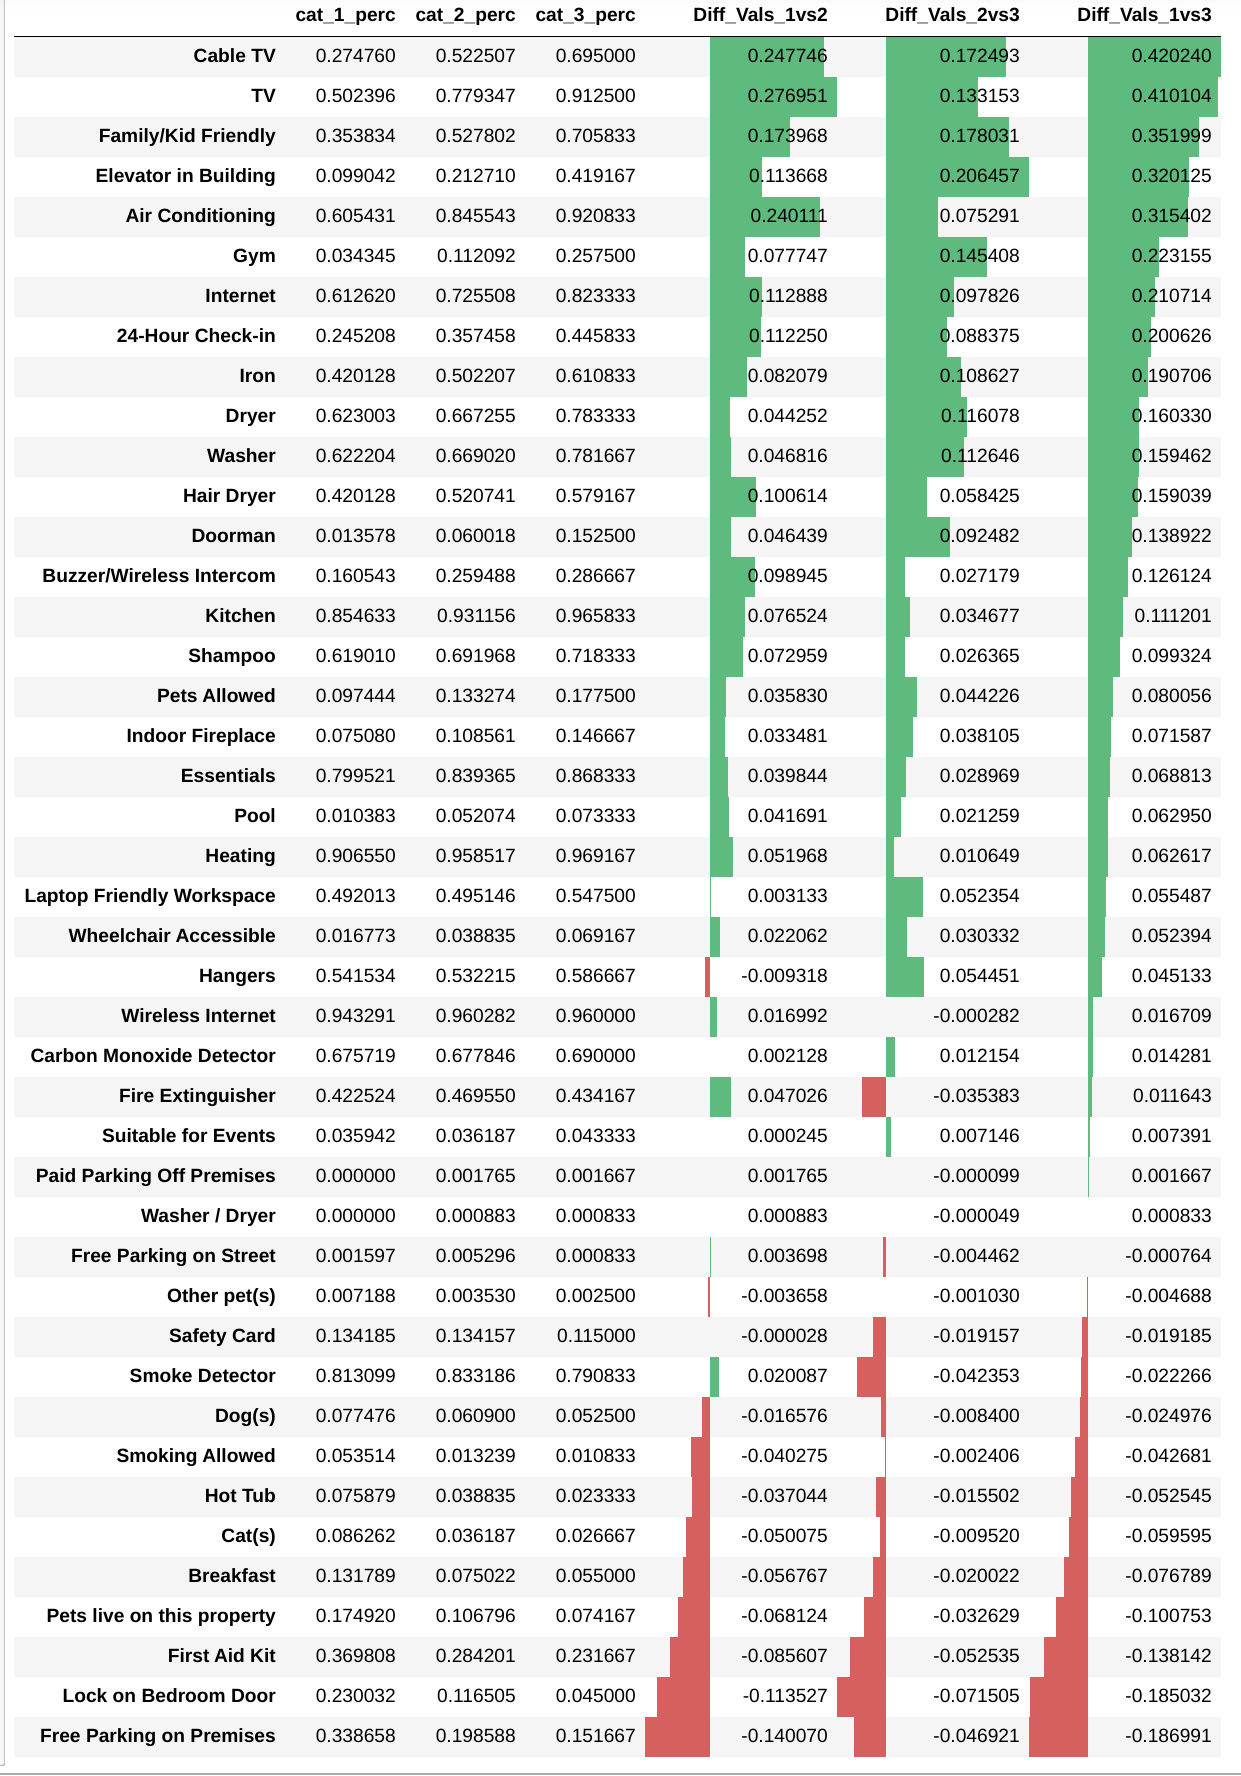 cat_1_perc cat_2_perc cat_3_perc Diff_Vals_1vs2 Diff_Vals_2vs3 Diff_Vals_1vs3
Cable TV 0.274760 0.522507 0.695000 0.247746 0.172493 0.420240
TV 0.502396 0.779347 0.912500 0.276951 0.133153 0.410104
Family/Kid Friendly 0.353834 0.527802 0.705833 0.173968 0.178031 0.351999
Elevator in Building 0.099042 0.212710 0.419167 0.113668 0.206457 0.320125
Air Conditioning 0.605431 0.845543 0.920833 0.240111 0.075291 0.315402
Gym 0.034345 0.112092 0.257500 0.077747 0.145408 0.223155
Internet 0.612620 0.725508 0.823333 0.112888 0.097826 0.210714
24-Hour Check-in 0.245208 0.357458 0.445833 0.112250 0.088375 0.200626
Iron 0.420128 0.502207 0.610833 0.082079 0.108627 0.190706
Dryer 0.623003 0.667255 0.783333 0.044252 0.116078 0.160330
Washer 0.622204 0.669020 0.781667 0.046816 0.112646 0.159462
Hair Dryer 0.420128 0.520741 0.579167 0.100614 0.058425 0.159039
Doorman 0.013578 0.060018 0.152500 0.046439 0.092482 0.138922
Buzzer/Wireless Intercom 0.160543 0.259488 0.286667 0.098945 0.027179 0.126124
Kitchen 0.854633 0.931156 0.965833 0.076524 0.034677 0.111201
Shampoo 0.619010 0.691968 0.718333 0.072959 0.026365 0.099324
Pets Allowed 0.097444 0.133274 0.177500 0.035830 0.044226 0.080056
Indoor Fireplace 0.075080 0.108561 0.146667 0.033481 0.038105 0.071587
Essentials 0.799521 0.839365 0.868333 0.039844 0.028969 0.068813
Pool 0.010383 0.052074 0.073333 0.041691 0.021259 0.062950
Heating 0.906550 0.958517 0.969167 0.051968 0.010649 0.062617
Laptop Friendly Workspace 0.492013 0.495146 0.547500 0.003133 0.052354 0.055487
Wheelchair Accessible 0.016773 0.038835 0.069167 0.022062 0.030332 0.052394
Hangers 0.541534 0.532215 0.586667 -0.009318 0.054451 0.045133
Wireless Internet 0.943291 0.960282 0.960000 0.016992 -0.000282 0.016709
Carbon Monoxide Detector 0.675719 0.677846 0.690000 0.002128 0.012154 0.014281
Fire Extinguisher 0.422524 0.469550 0.434167 0.047026 -0.035383 0.011643
Suitable for Events 0.035942 0.036187 0.043333 0.000245 0.007146 0.007391
Paid Parking Off Premises 0.000000 0.001765 0.001667 0.001765 -0.000099 0.001667
Washer / Dryer 0.000000 0.000883 0.000833 0.000883 -0.000049 0.000833
Free Parking on Street 0.001597 0.005296 0.000833 0.003698 -0.004462 -0.000764
Other pet(s) 0.007188 0.003530 0.002500 -0.003658 -0.001030 -0.004688
Safety Card 0.134185 0.134157 0.115000 -0.000028 -0.019157 -0.019185
Smoke Detector 0.813099 0.833186 0.790833 0.020087 -0.042353 -0.022266
Dog(s) 0.077476 0.060900 0.052500 -0.016576 -0.008400 -0.024976
Smoking Allowed 0.053514 0.013239 0.010833 -0.040275 -0.002406 -0.042681
Hot Tub 0.075879 0.038835 0.023333 -0.037044 -0.015502 -0.052545
Cat(s) 0.086262 0.036187 0.026667 -0.050075 -0.009520 -0.059595
Breakfast 0.131789 0.075022 0.055000 -0.056767 -0.020022 -0.076789
Pets live on this property 0.174920 0.106796 0.074167 -0.068124 -0.032629 -0.100753
First Aid Kit 0.369808 0.284201 0.231667 -0.085607 -0.052535 -0.138142
Lock on Bedroom Door 0.230032 0.116505 0.045000 -0.113527 -0.071505 -0.185032
Free Parking on Premises 0.338658 0.198588 0.151667 -0.140070 -0.046921 -0.186991